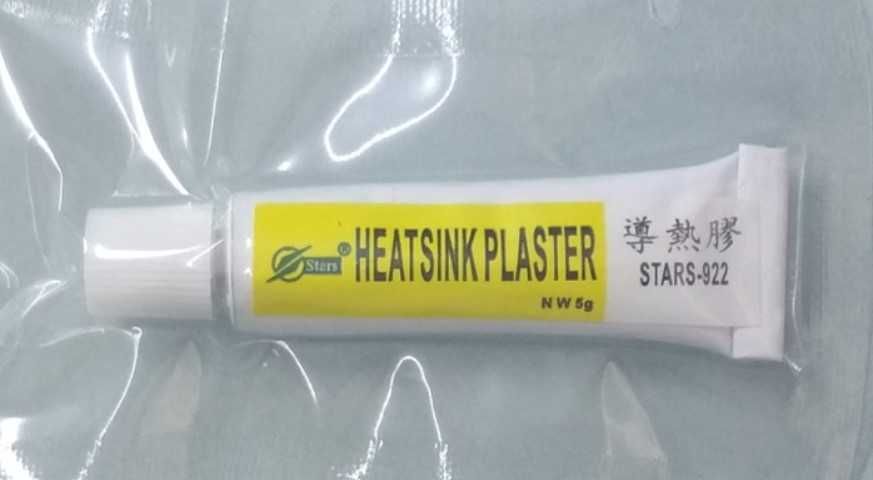 Stars® HEATSINK PLASTER
N W 5g
導熱膠
STARS-922